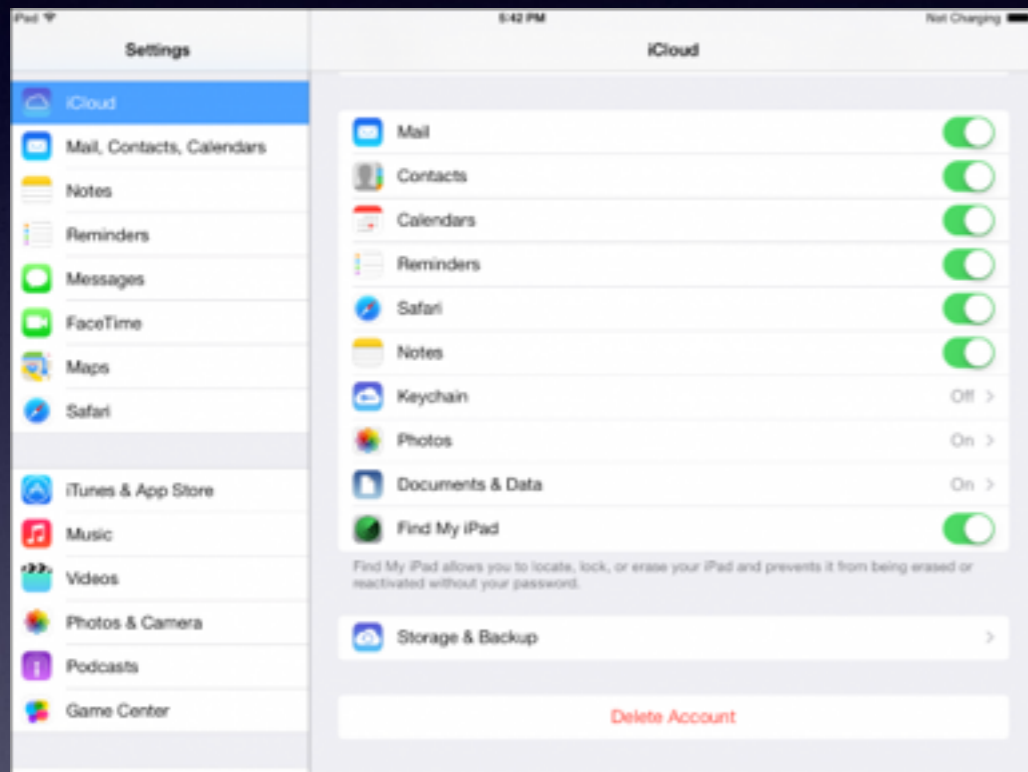 iPad
5:42 PM
Not Charging
Settings
iCloud
Mail, Contacts, Calendars
Notes
Reminders
Messages
FaceTime
Maps
Safari
iTunes & App Store
Music
Videos
Photos & Camera
Podcasts
Game Center
iCloud
Mail
Contacts
Calendars
Reminders
Safari
Notes
Keychain Off
Photos On
Documents & Data On
Find My iPad
Find My iPad allows you to locate, lock, or erase your iPad and prevents it from being erased or
reactivated without your password.
Storage & Backup
Delete Account